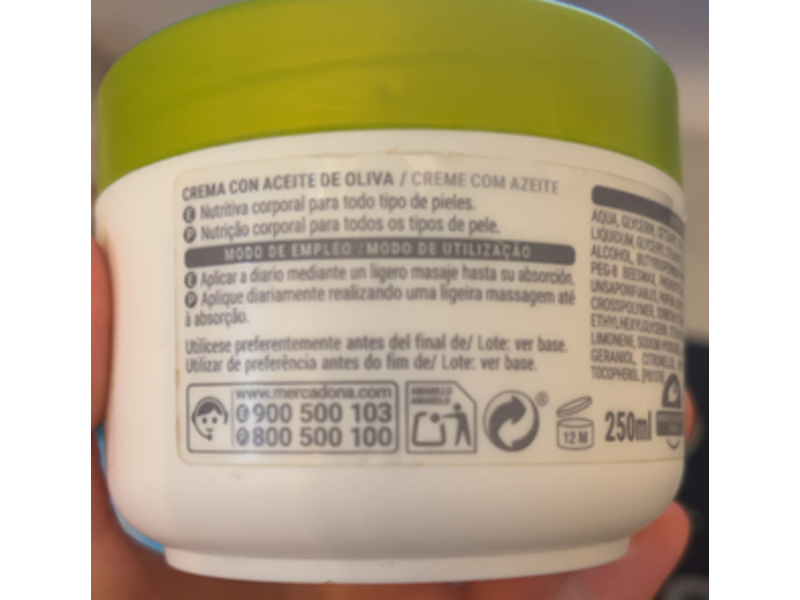 CREMA CON ACEITE DE OLIVA / CREME COM AZEITE
E Nutritiva corporal para todo tipo de pieles.
P Nutrição corporal para todos os tipos de pele.
MODO DE EMPLEO / MODO DE UTILIZAÇÃO
E Aplicar a diario mediante un ligero masaje hasta su absorción.
P Aplique diariamente realizando uma ligeira massagem até
à absorção.
Utilícese preferentemente antes del final de/ Lote: ver base.
Utilizar de preferência antes do fim de/ Lote: ver base.
www.mercadona.com
E 900 500 103
P 800 500 100
AMARILLO
AMARELO
®
12 M
250ml
AQUA, GLYCERIN,
LIQUIDUM,
ALCOHOL,
PEG-8 BEESWAX,
UNSAPONIFIABLES,
CROSSPOLYMER,
ETHYLHEXYLGLYCERIN,
LIMONENE, SODIUM
GERANIOL,
TOCOPHEROL